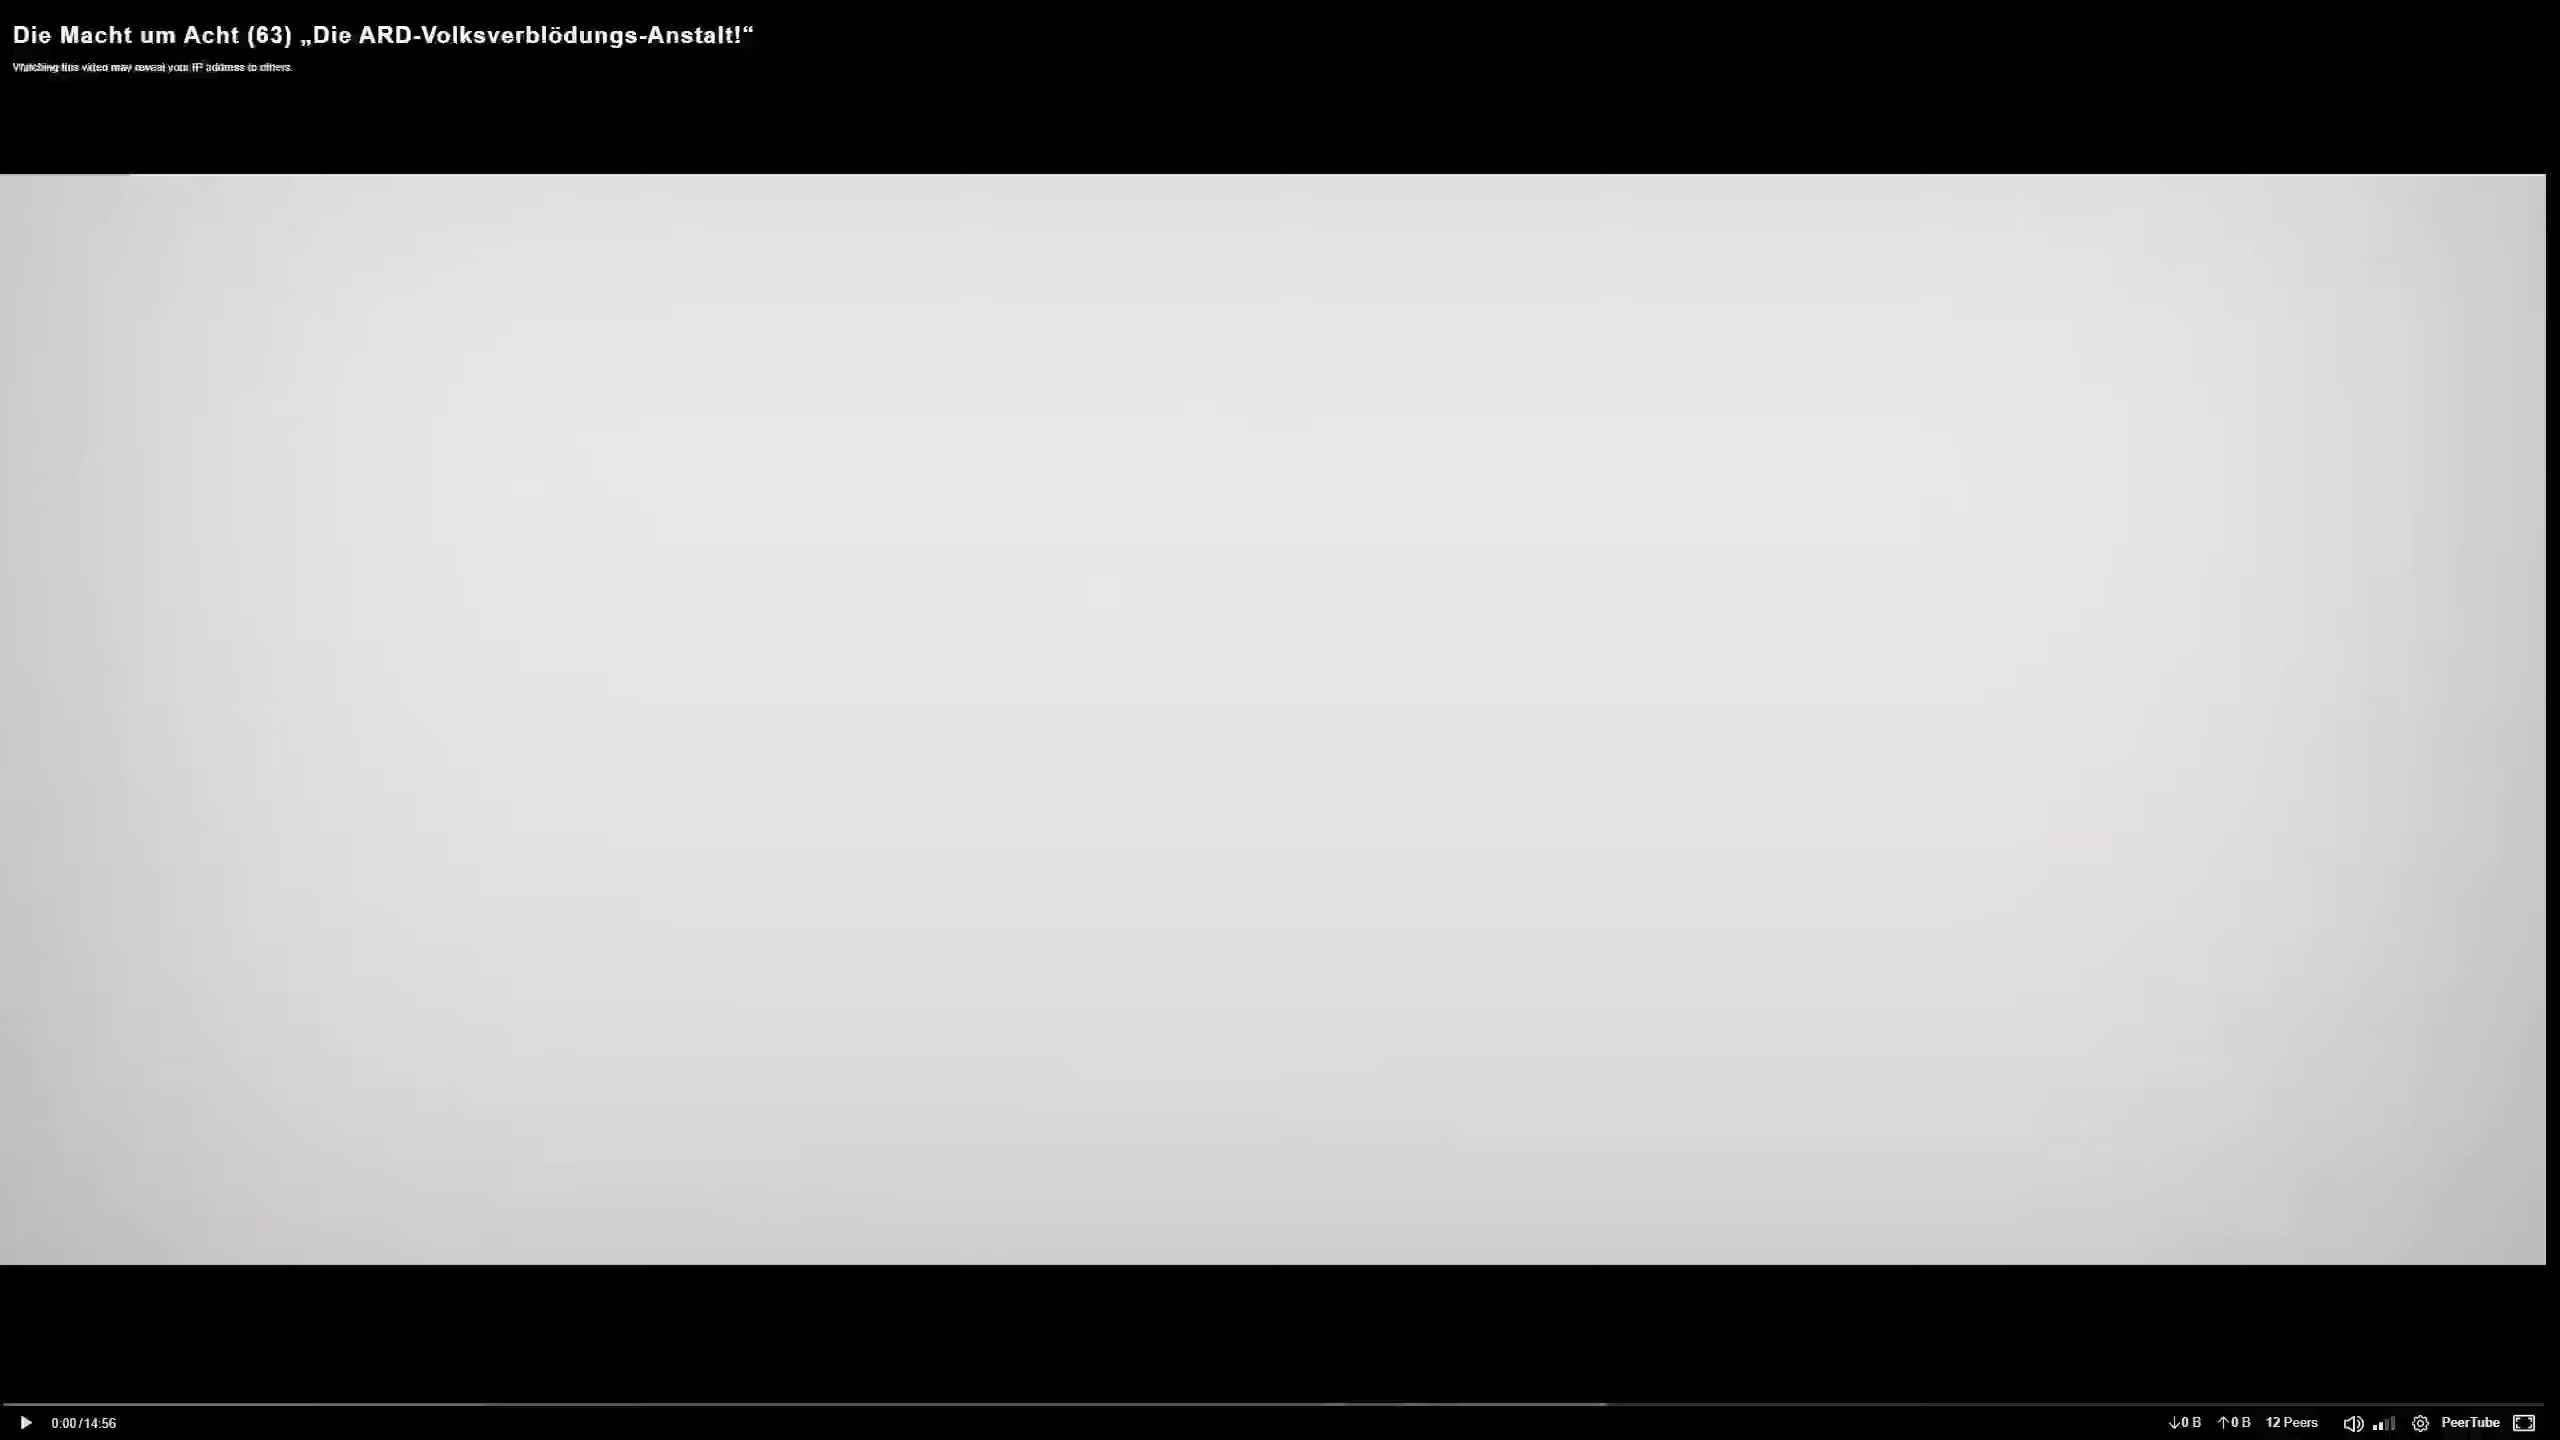 Die Macht um Acht (63) „Die ARD-Volksverblödungs-Anstalt!“
Watching this video may reveal your IP address to others.
0:00/14:56
↓0 B ↑0 B 12 Peers PeerTube